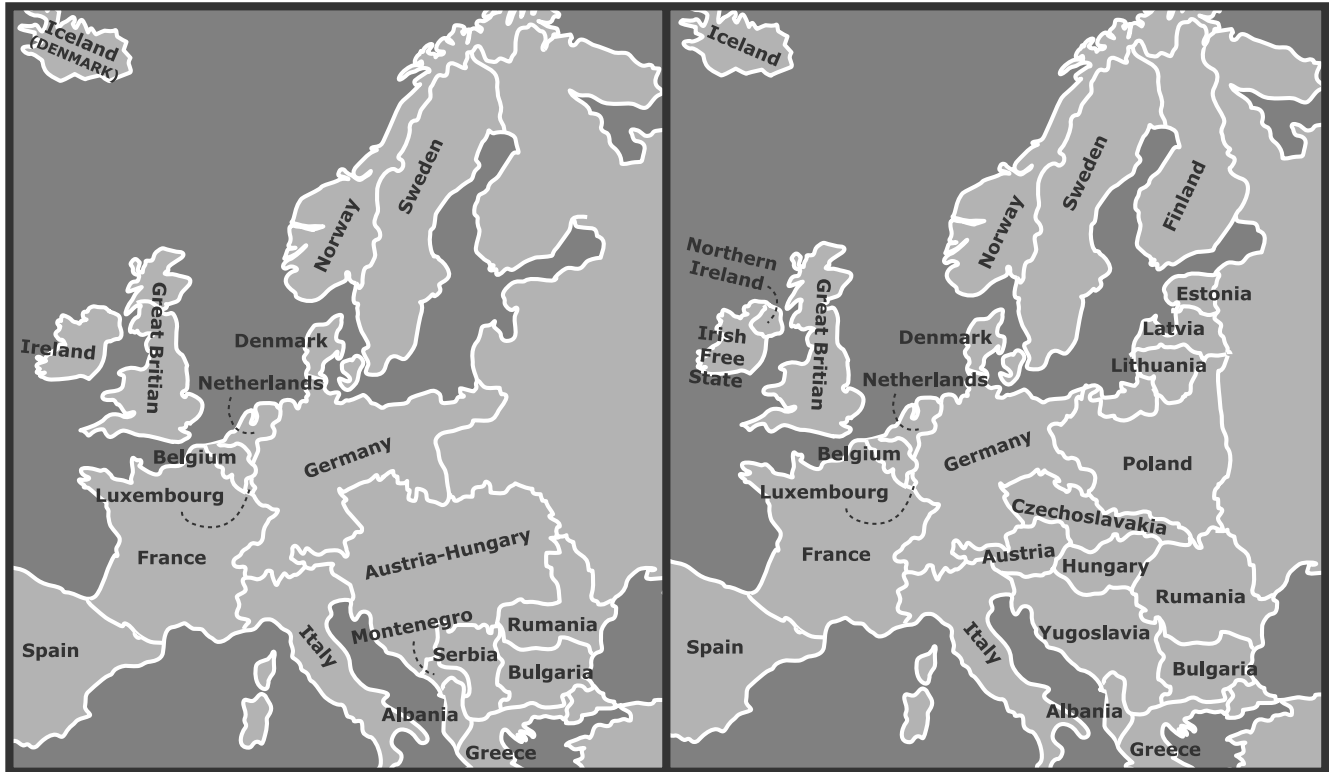 Iceland
(DENMARK)
Sweden
Norway
Great Britian
Ireland
Denmark
Netherlands
Belgium
Germany
Luxembourg
France
Austria-Hungary
Montenegro
Italy
Rumania
Serbia
Spain
Bulgaria
Albania
Greece
Iceland
Sweden
Norway
Finland
Northern
Ireland
Great Britian
Estonia
Latvia
Irish
Free
State
Denmark
Lithuania
Netherlands
Belgium
Germany
Poland
Luxembourg
Czechoslavakia
France
Austria
Hungary
Rumania
Italy
Yugoslavia
Spain
Bulgaria
Albania
Greece